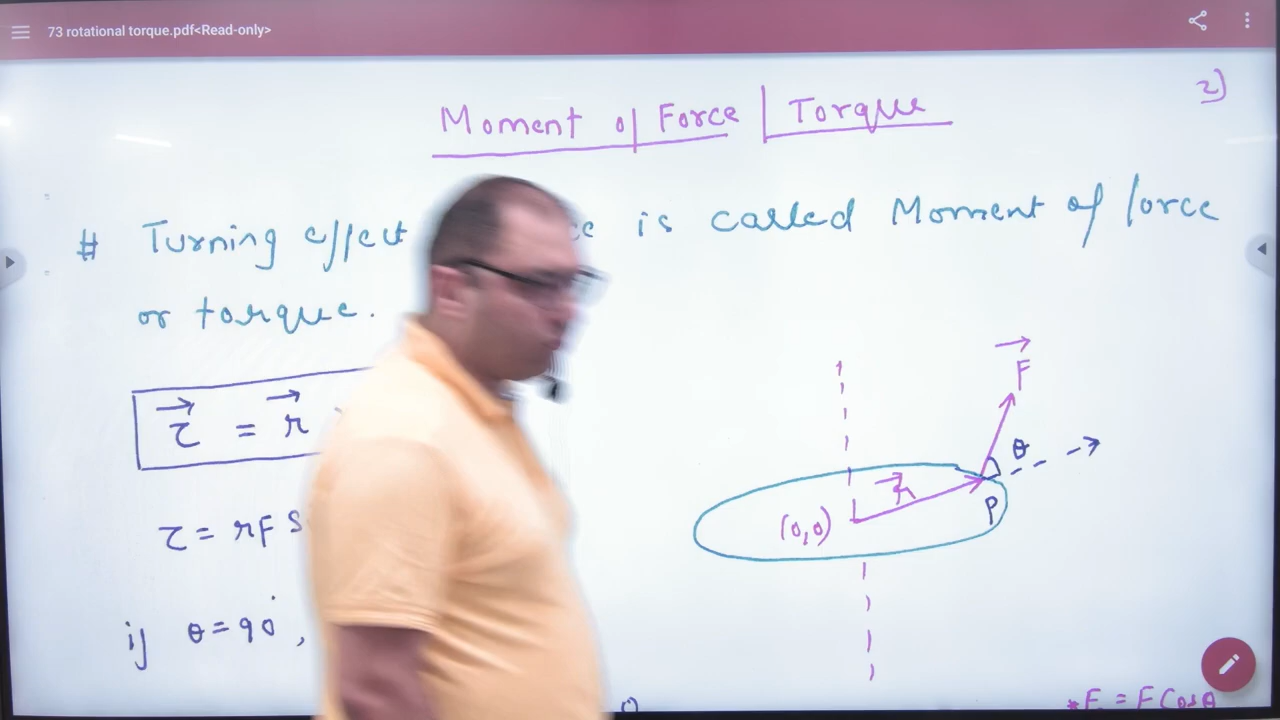 73 rotational torque.pdf<Read-only>
2)
Moment of Force | Torque
# Turning effect is called Moment of force
or torque.
τ⃗ = r⃗
τ = rF S
if θ = 90°,
F⃗
θ
r⃗
P
(0,0)
*F = F Cosθ